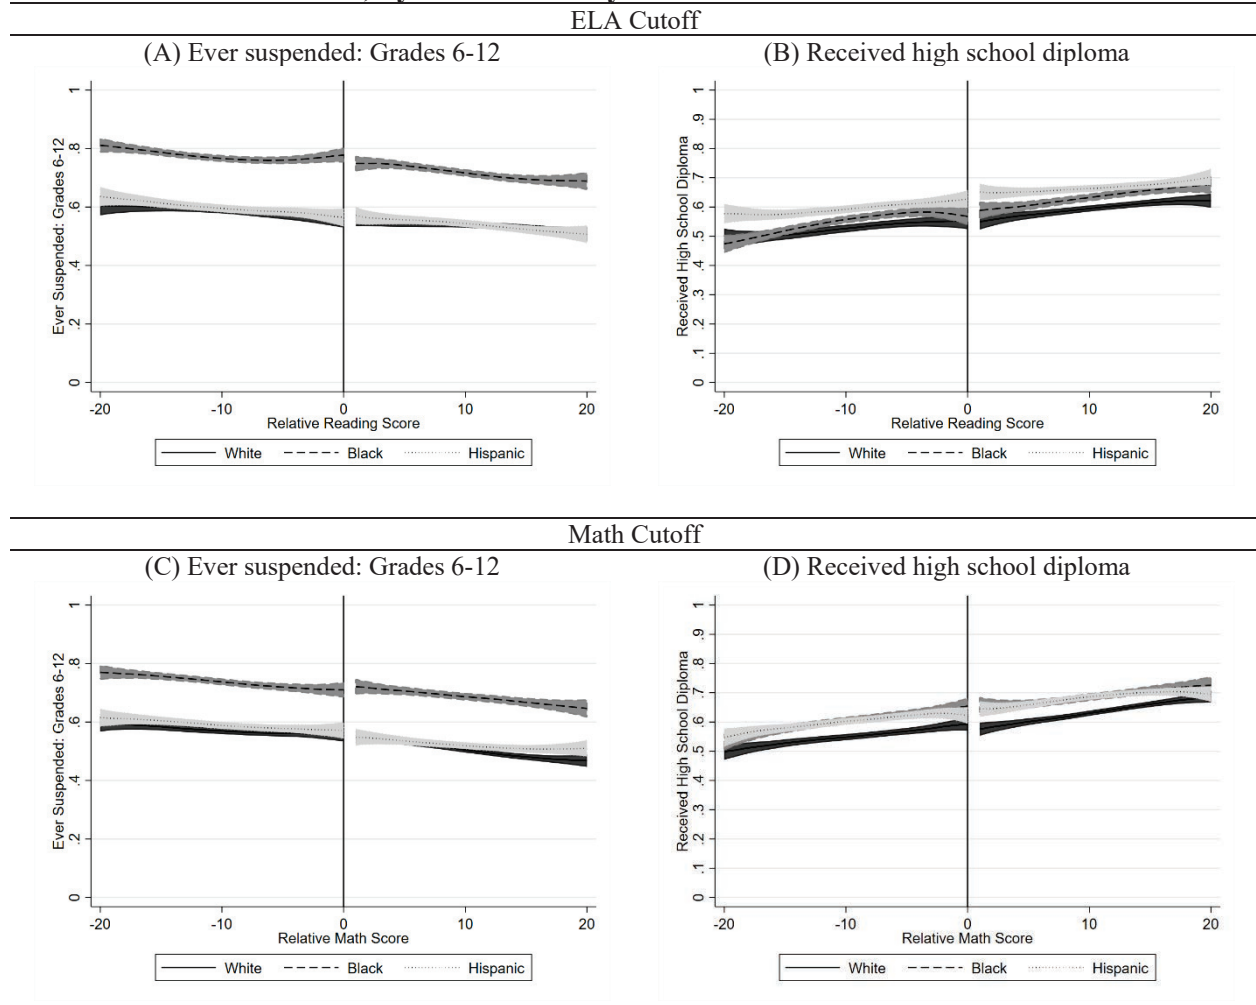 ELA Cutoff
(A) Ever suspended: Grades 6-12
(B) Received high school diploma
Ever Suspended: Grades 6-12
1
.8
.6
.4
.2
0
-20
-10
0
10
20
Relative Reading Score
White
Black
Hispanic
Received High School Diploma
1
.9
.8
.7
.6
.5
.4
.3
.2
.1
0
-20
-10
0
10
20
Relative Reading Score
White
Black
Hispanic
Math Cutoff
(C) Ever suspended: Grades 6-12
(D) Received high school diploma
Ever Suspended: Grades 6-12
1
.8
.6
.4
.2
0
-20
-10
0
10
20
Relative Math Score
White
Black
Hispanic
Received High School Diploma
1
.9
.8
.7
.6
.5
.4
.3
.2
.1
0
-20
-10
0
10
20
Relative Math Score
White
Black
Hispanic